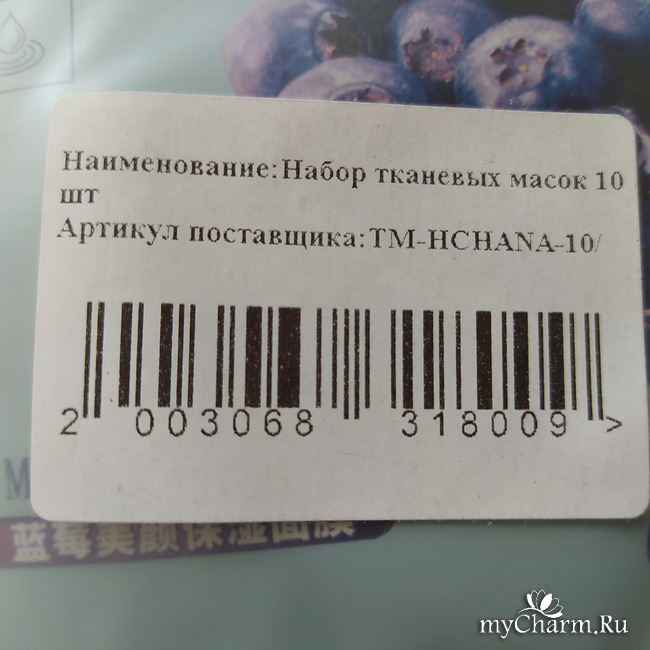 Наименование:Набор тканевых масок 10
шт
Артикул поставщика:TM-HCHANA-10/
2 003068 318009 >
M
蓝莓美颜保湿面膜
myCharm.Ru